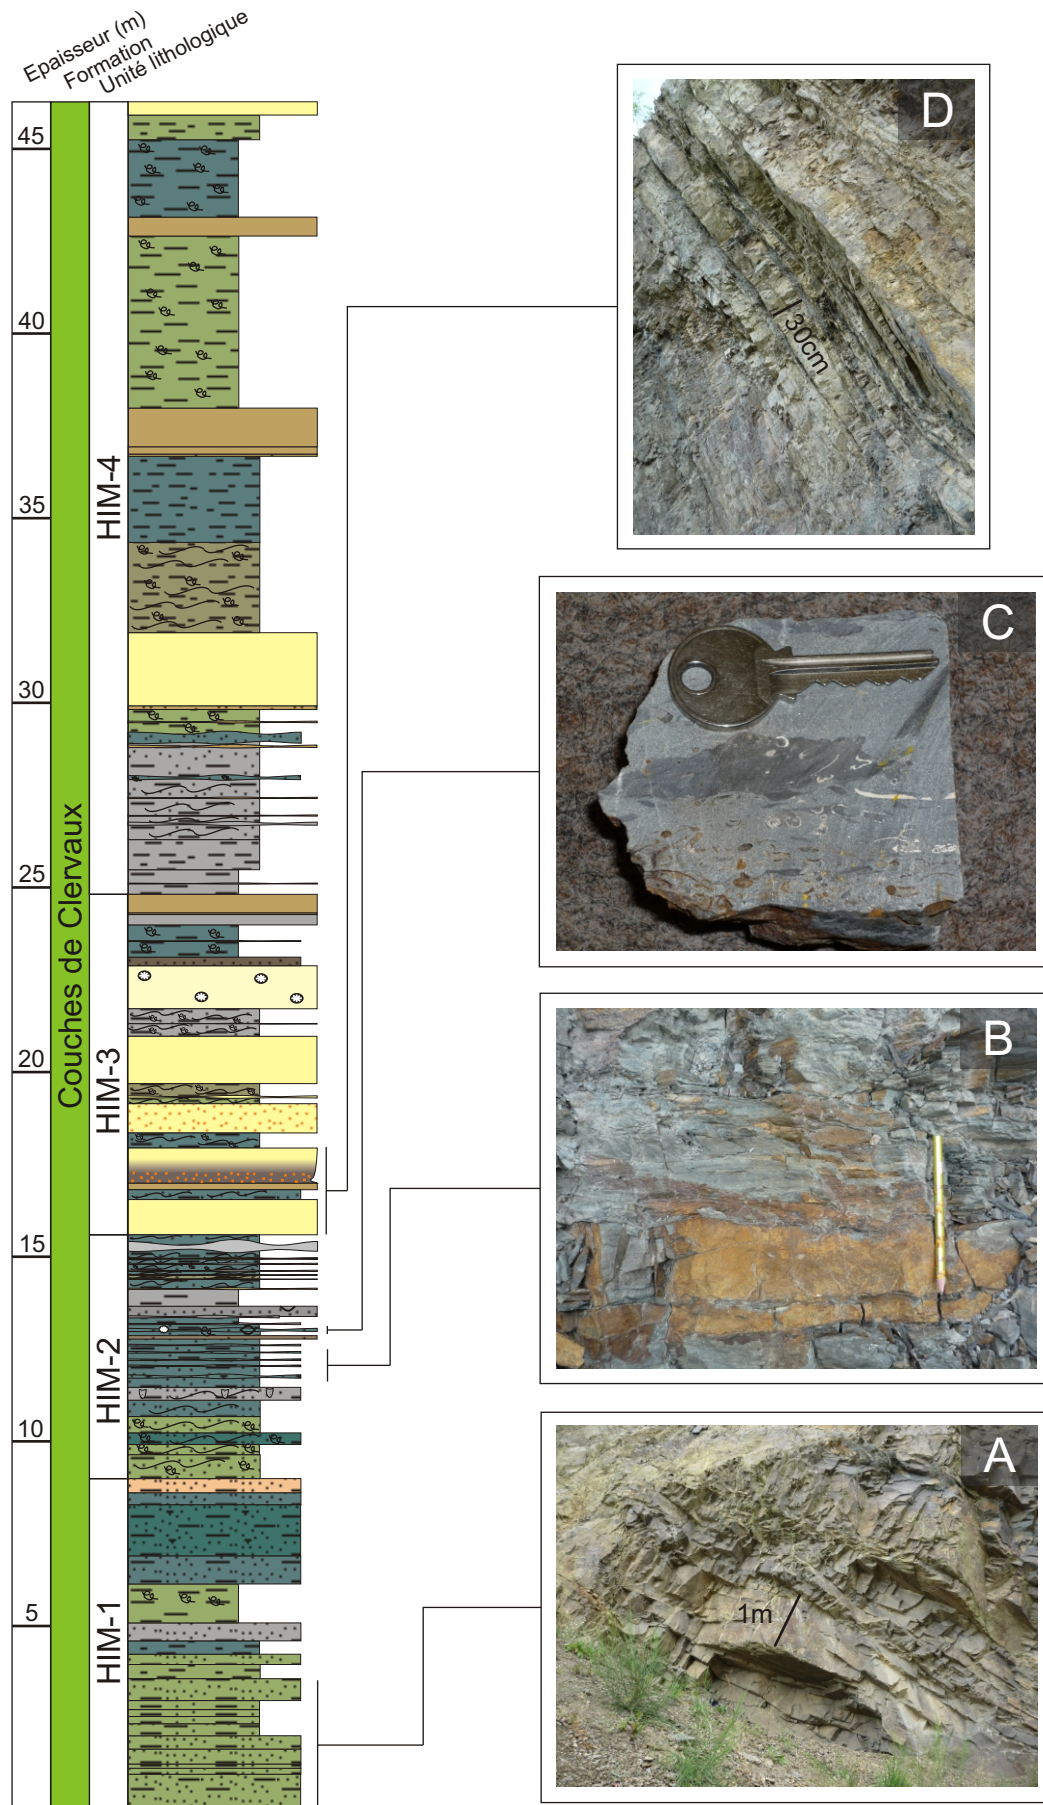 Epaisseur (m)
Formation
Unité lithologique
45
40
35
30
25
20
15
10
5
Couches de Clervaux
HIM-4
HIM-3
HIM-2
HIM-1
D
30cm
C
B
A
1m